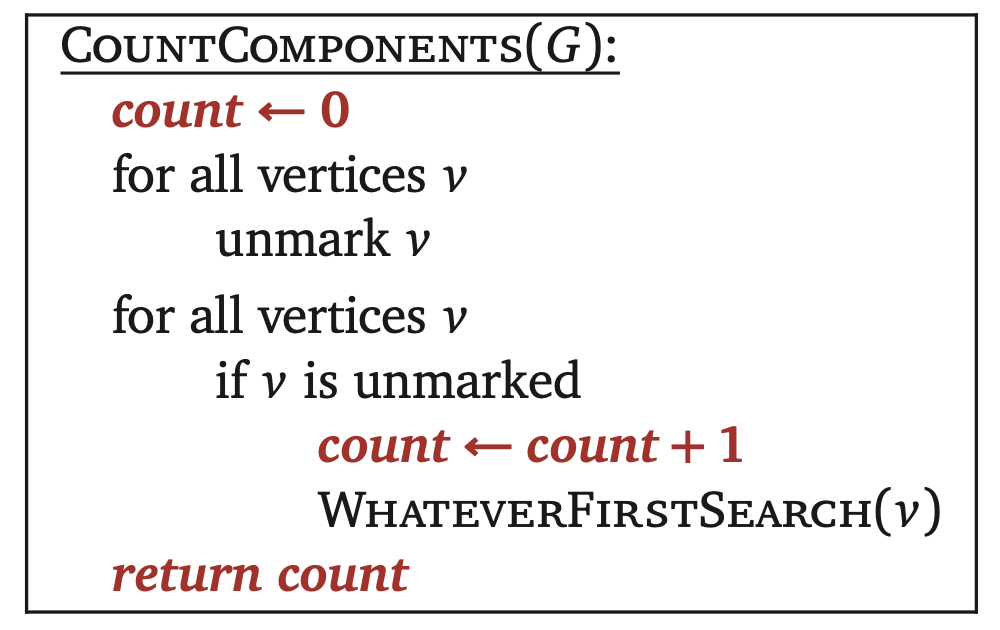 COUNTCOMPONENTS(G):
count ← 0
for all vertices v
unmark v
for all vertices v
if v is unmarked
count ← count + 1
WHATEVERFIRSTSEARCH(v)
return count